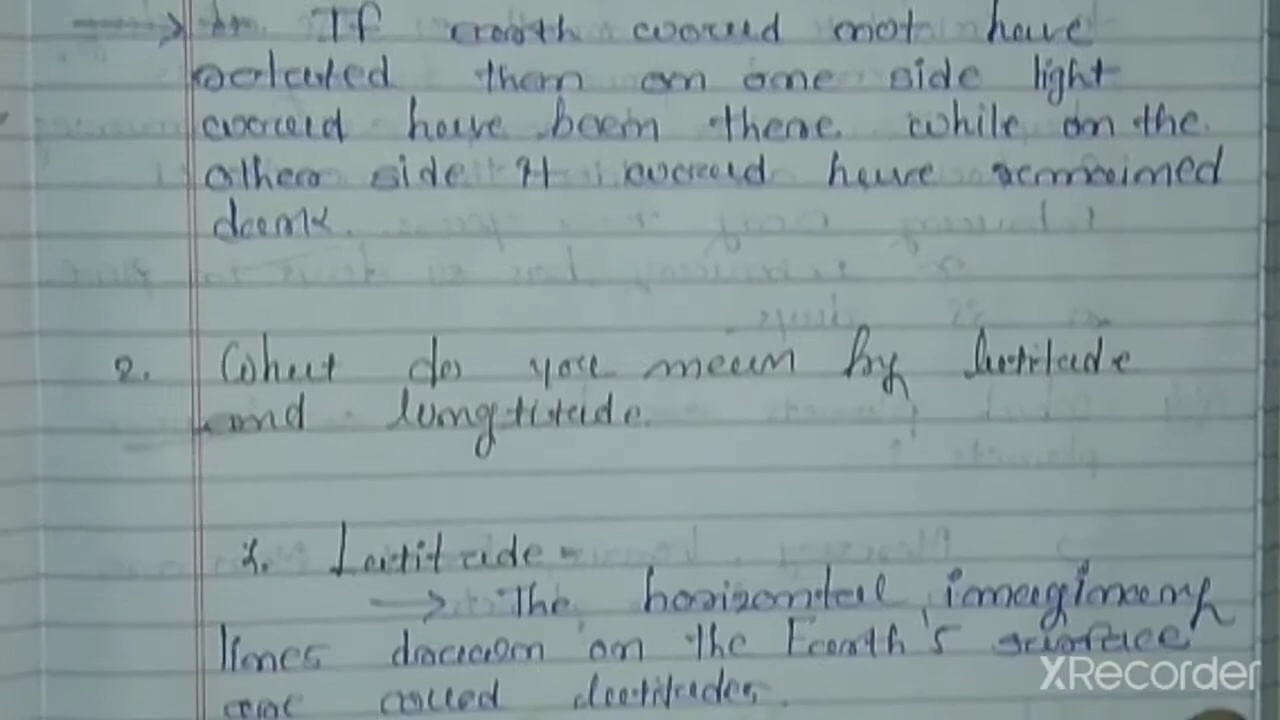 If earth would not have
rotated then on one side light
would have been there while on the
other side it would have remained
dark.
2. What do you mean by latitude
and longtitude.
i. Latitude -
→ The horizontal imaginary
lines drawn on the Earth's surface
are called latitudes.
XRecorder